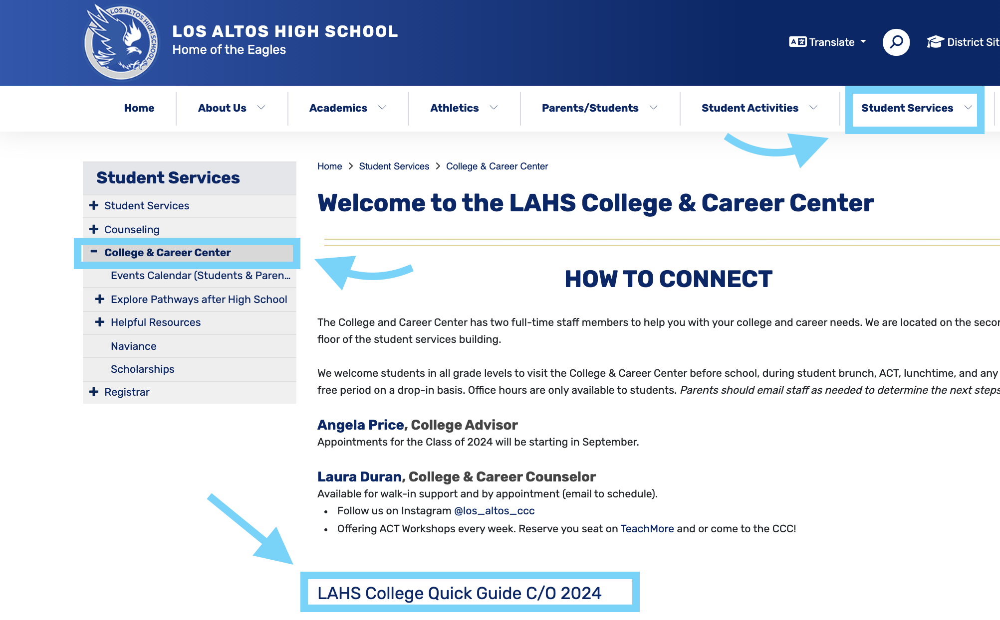 LOS ALTOS HIGH SCHOOL
LOS ALTOS HIGH SCHOOL
Home of the Eagles
Translate
District Sit
Home
About Us
Academics
Athletics
Parents/Students
Student Activities
Student Services
Student Services
Student Services
Counseling
College & Career Center
Events Calendar (Students & Paren...
Explore Pathways after High School
Helpful Resources
Naviance
Scholarships
Registrar
Home > Student Services > College & Career Center
Welcome to the LAHS College & Career Center
HOW TO CONNECT
The College and Career Center has two full-time staff members to help you with your college and career needs. We are located on the secon
floor of the student services building.
We welcome students in all grade levels to visit the College & Career Center before school, during student brunch, ACT, lunchtime, and any
free period on a drop-in basis. Office hours are only available to students. Parents should email staff as needed to determine the next steps
Angela Price, College Advisor
Appointments for the Class of 2024 will be starting in September.
Laura Duran, College & Career Counselor
Available for walk-in support and by appointment (email to schedule).
• Follow us on Instagram @los_altos_ccc
• Offering ACT Workshops every week. Reserve you seat on TeachMore and or come to the CCC!
LAHS College Quick Guide C/O 2024